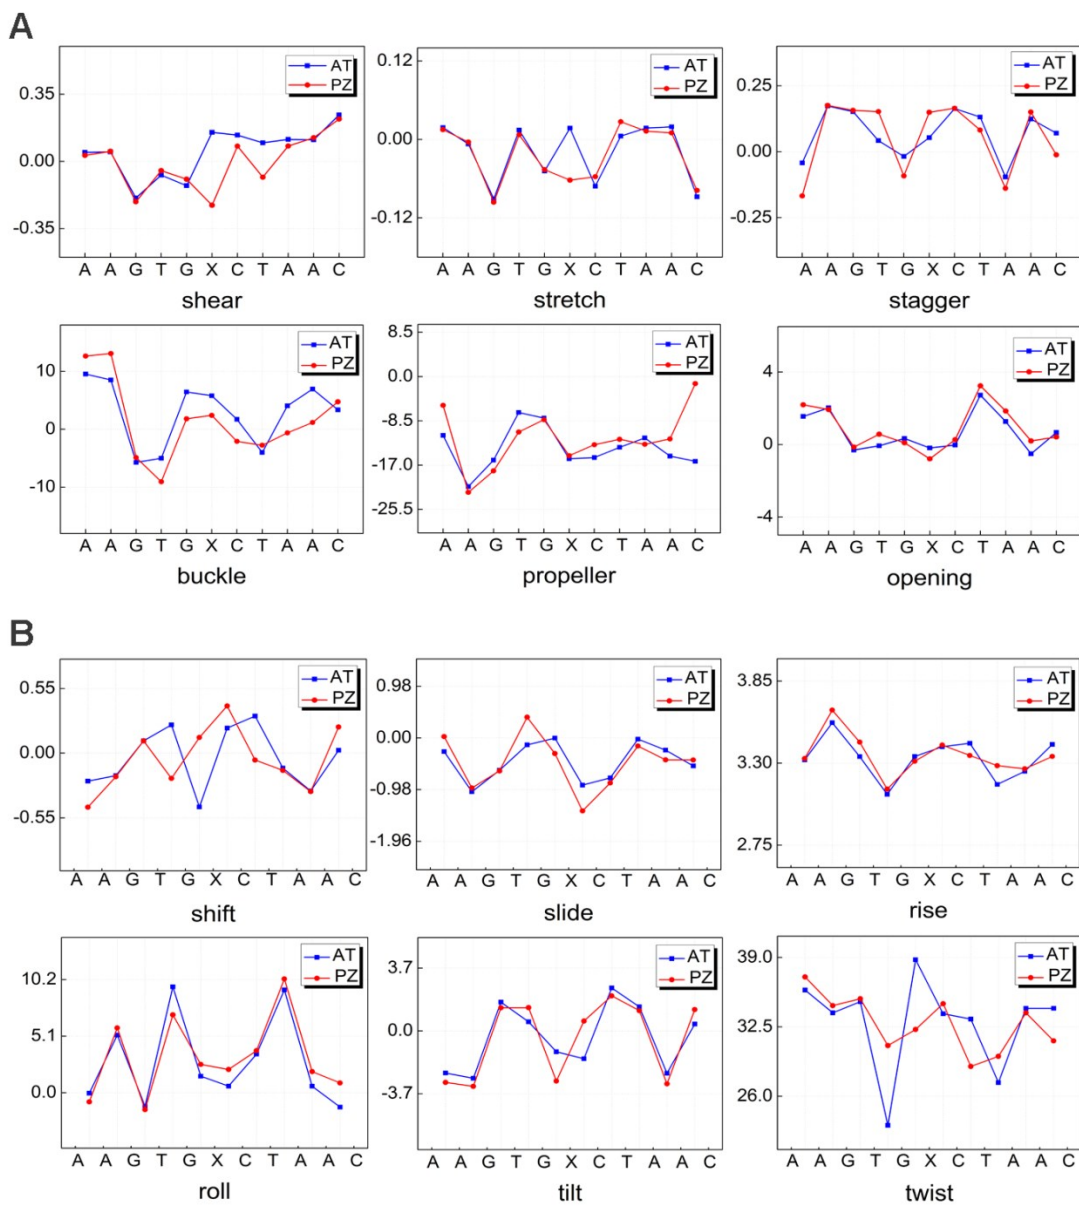 A
AT
PZ
0.35
0.00
-0.35
A A G T G X C T A A C
shear
AT
PZ
0.12
0.00
-0.12
A A G T G X C T A A C
stretch
AT
PZ
0.25
0.00
-0.25
A A G T G X C T A A C
stagger
AT
PZ
10
0
-10
A A G T G X C T A A C
buckle
AT
PZ
8.5
0.0
-8.5
-17.0
-25.5
A A G T G X C T A A C
propeller
AT
PZ
4
0
-4
A A G T G X C T A A C
opening
B
AT
PZ
0.55
0.00
-0.55
A A G T G X C T A A C
shift
AT
PZ
0.98
0.00
-0.98
-1.96
A A G T G X C T A A C
slide
AT
PZ
3.85
3.30
2.75
A A G T G X C T A A C
rise
AT
PZ
10.2
5.1
0.0
A A G T G X C T A A C
roll
AT
PZ
3.7
0.0
-3.7
A A G T G X C T A A C
tilt
AT
PZ
39.0
32.5
26.0
A A G T G X C T A A C
twist